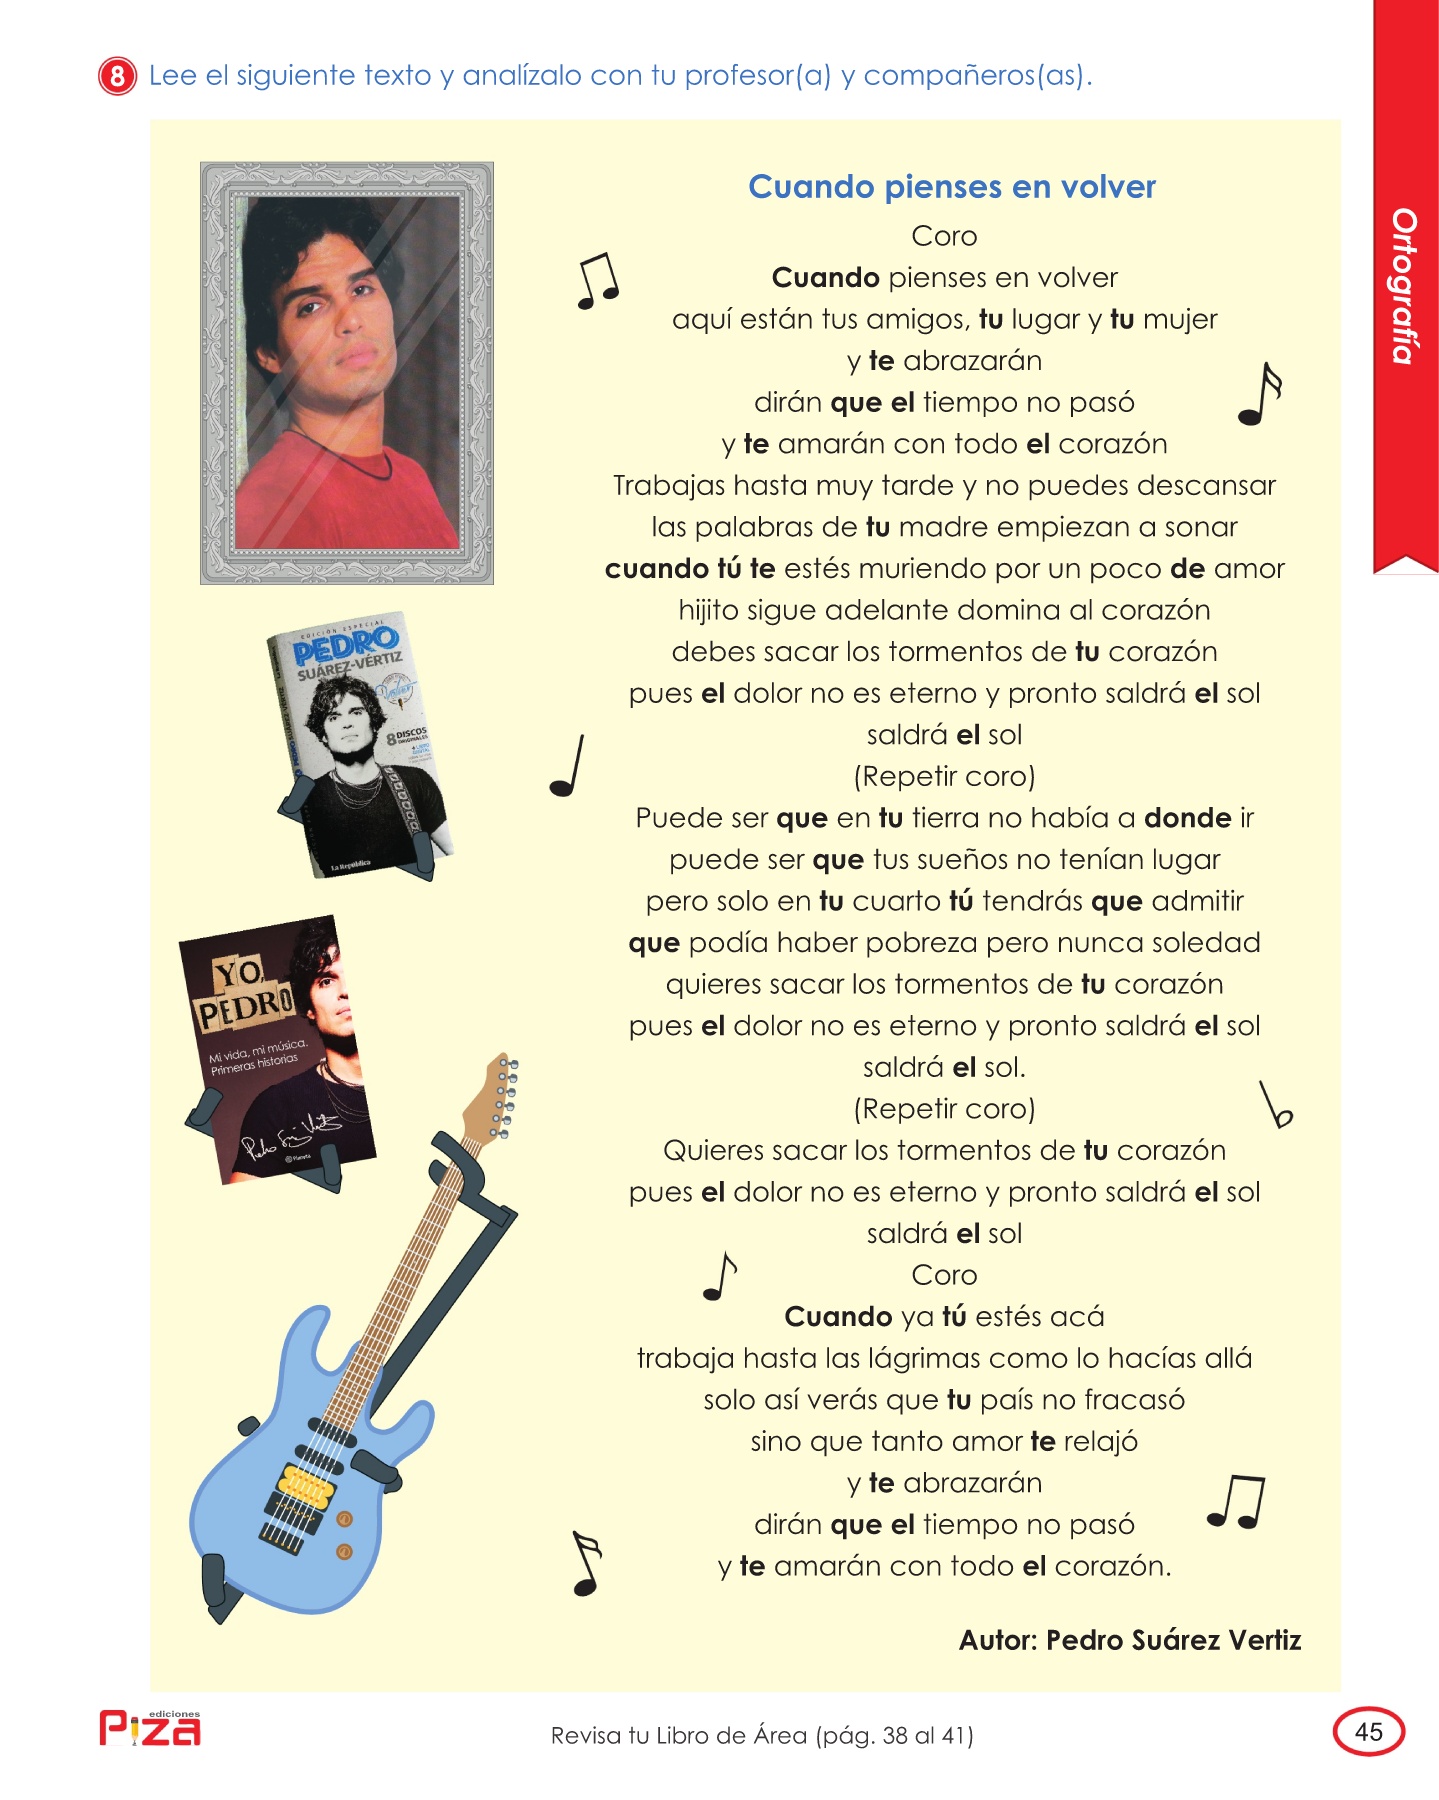 8 Lee el siguiente texto y analízalo con tu profesor(a) y compañeros(as).
Ortografía
Cuando pienses en volver
Coro
Cuando pienses en volver
aquí están tus amigos, tu lugar y tu mujer
y te abrazarán
dirán que el tiempo no pasó
y te amarán con todo el corazón
Trabajas hasta muy tarde y no puedes descansar
las palabras de tu madre empiezan a sonar
cuando tú te estés muriendo por un poco de amor
hijito sigue adelante domina al corazón
debes sacar los tormentos de tu corazón
pues el dolor no es eterno y pronto saldrá el sol
saldrá el sol
(Repetir coro)
Puede ser que en tu tierra no había a donde ir
puede ser que tus sueños no tenían lugar
pero solo en tu cuarto tú tendrás que admitir
que podía haber pobreza pero nunca soledad
quieres sacar los tormentos de tu corazón
pues el dolor no es eterno y pronto saldrá el sol
saldrá el sol.
(Repetir coro)
Quieres sacar los tormentos de tu corazón
pues el dolor no es eterno y pronto saldrá el sol
saldrá el sol
Coro
Cuando ya tú estés acá
trabaja hasta las lágrimas como lo hacías allá
solo así verás que tu país no fracasó
sino que tanto amor te relajó
y te abrazarán
dirán que el tiempo no pasó
y te amarán con todo el corazón.
Autor: Pedro Suárez Vertiz
EDICIÓN ESPECIAL
PEDRO
SUÁREZ-VÉRTIZ
8 DISCOS
ORIGINALES
La República
YO,
PEDRO
Mi vida, mi música.
Primeras historias
Planeta
ediciones
Piza
Revisa tu Libro de Área (pág. 38 al 41)
45